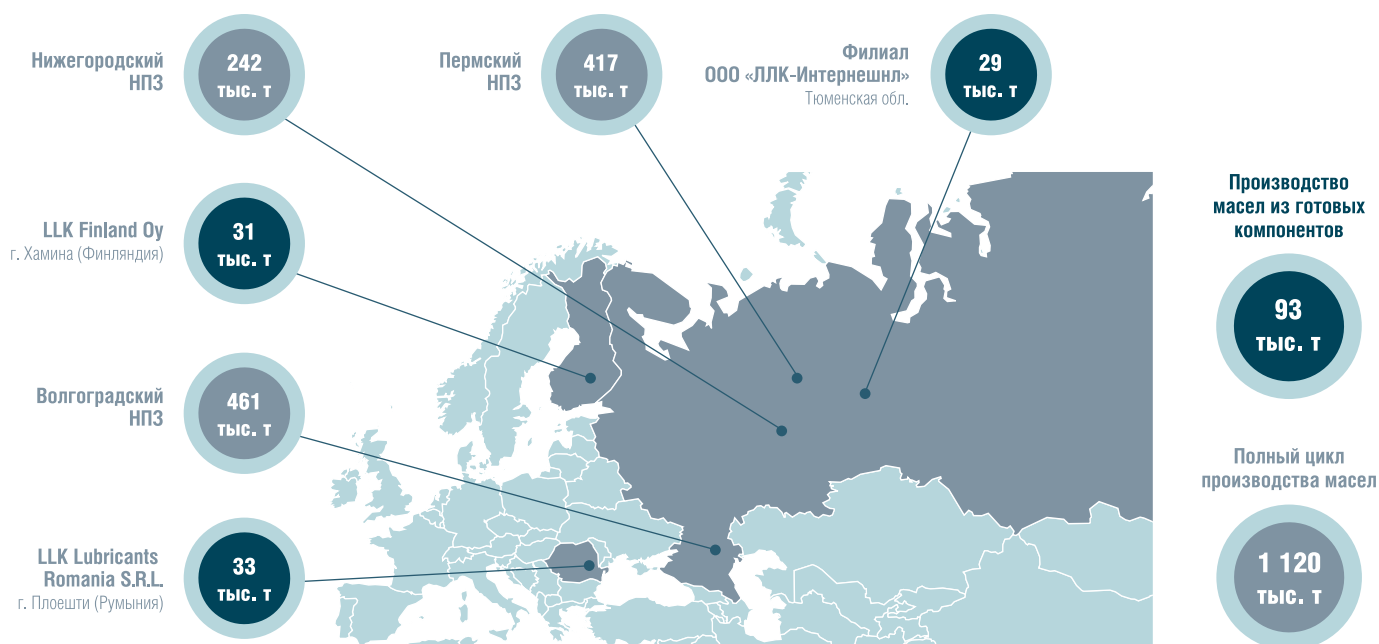 Нижегородский
НПЗ
242
тыс. т
Пермский
НПЗ
417
тыс. т
Филиал
ООО «ЛЛК-Интернешнл»
Тюменская обл.
29
тыс. т
LLK Finland Oy
г. Хамина (Финляндия)
31
тыс. т
Волгоградский
НПЗ
461
тыс. т
LLK Lubricants
Romania S.R.L.
г. Плоешти (Румыния)
33
тыс. т
Производство
масел из готовых
компонентов
93
тыс. т
Полный цикл
производства масел
1 120
тыс. т